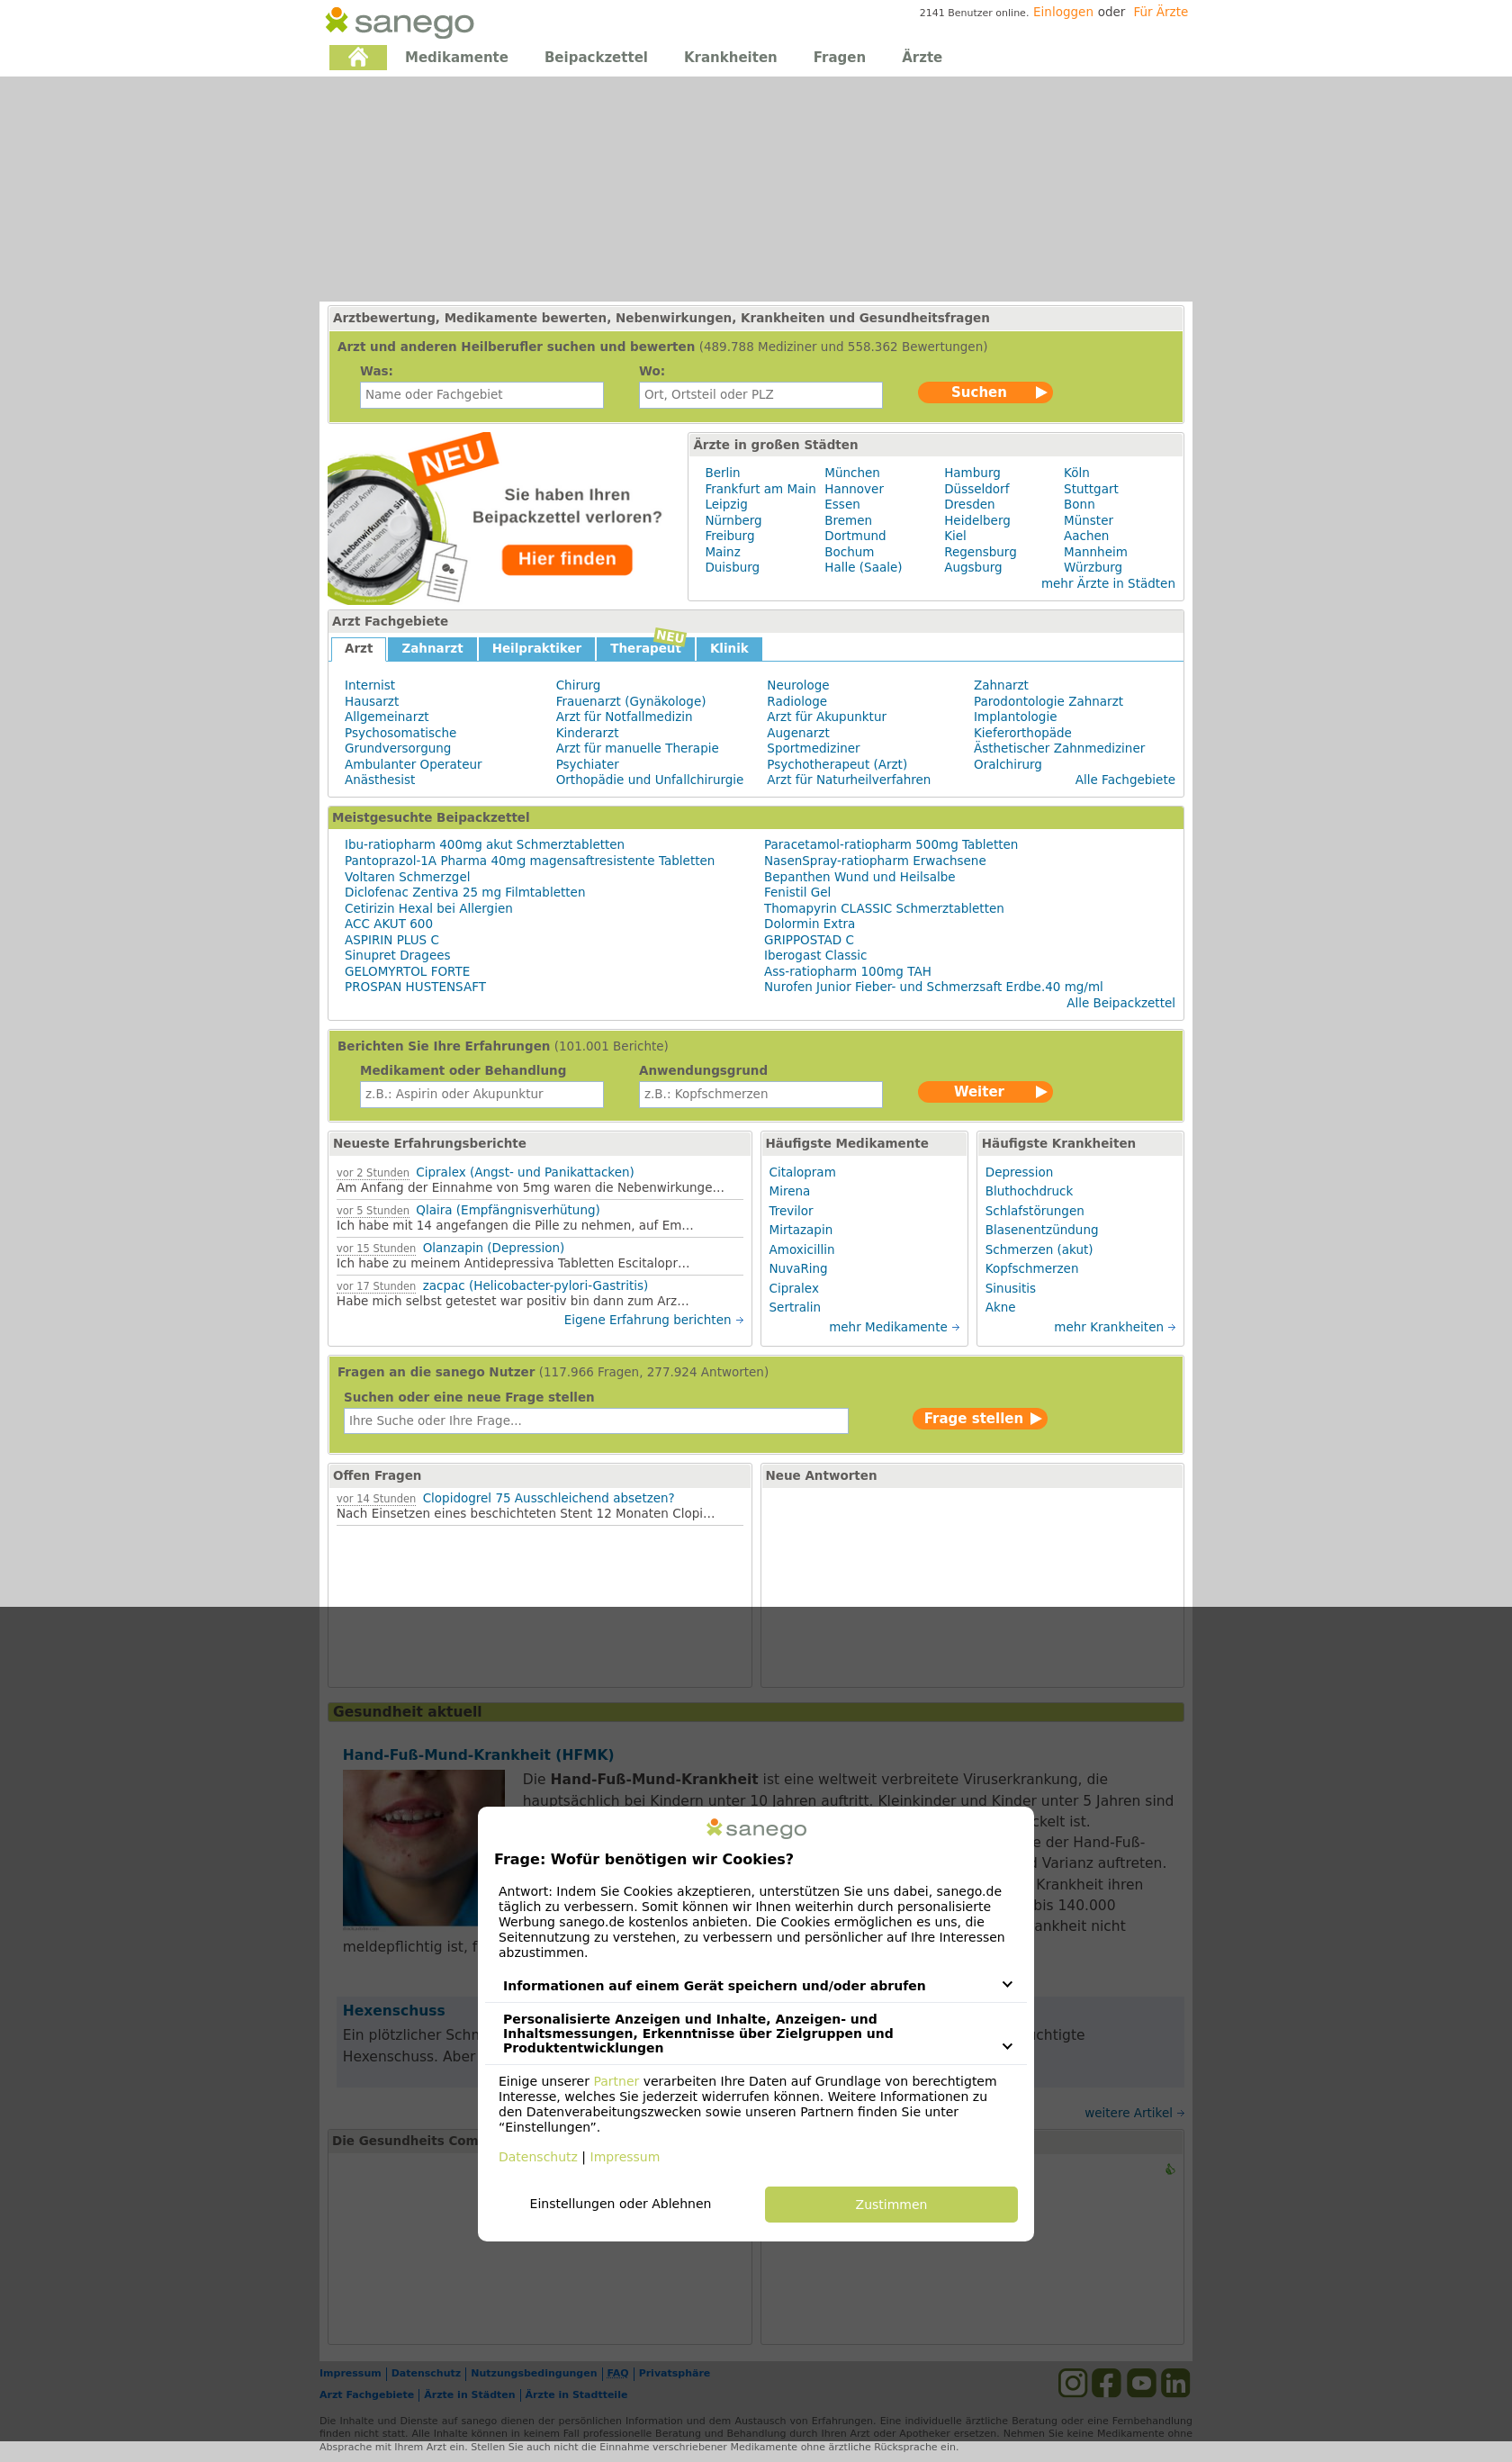 sanego
2141 Benutzer online. Einloggen oder Für Ärzte
Medikamente Beipackzettel Krankheiten Fragen Ärzte
Arztbewertung, Medikamente bewerten, Nebenwirkungen, Krankheiten und Gesundheitsfragen
Arzt und anderen Heilberufler suchen und bewerten (489.788 Mediziner und 558.362 Bewertungen)
Was: Wo:
Name oder Fachgebiet Ort, Ortsteil oder PLZ Suchen
NEU
Sie haben Ihren
Beipackzettel verloren?
Hier finden
Ärzte in großen Städten
Berlin München Hamburg Köln
Frankfurt am Main Hannover Düsseldorf Stuttgart
Leipzig Essen Dresden Bonn
Nürnberg Bremen Heidelberg Münster
Freiburg Dortmund Kiel Aachen
Mainz Bochum Regensburg Mannheim
Duisburg Halle (Saale) Augsburg Würzburg
mehr Ärzte in Städten
Arzt Fachgebiete
Arzt Zahnarzt Heilpraktiker Therapeut NEU Klinik
Internist Chirurg Neurologe Zahnarzt
Hausarzt Frauenarzt (Gynäkologe) Radiologe Parodontologie Zahnarzt
Allgemeinarzt Arzt für Notfallmedizin Arzt für Akupunktur Implantologie
Psychosomatische Kinderarzt Augenarzt Kieferorthopäde
Grundversorgung Arzt für manuelle Therapie Sportmediziner Ästhetischer Zahnmediziner
Ambulanter Operateur Psychiater Psychotherapeut (Arzt) Oralchirurg
Anästhesist Orthopädie und Unfallchirurgie Arzt für Naturheilverfahren Alle Fachgebiete
Meistgesuchte Beipackzettel
Ibu-ratiopharm 400mg akut Schmerztabletten Paracetamol-ratiopharm 500mg Tabletten
Pantoprazol-1A Pharma 40mg magensaftresistente Tabletten NasenSpray-ratiopharm Erwachsene
Voltaren Schmerzgel Bepanthen Wund und Heilsalbe
Diclofenac Zentiva 25 mg Filmtabletten Fenistil Gel
Cetirizin Hexal bei Allergien Thomapyrin CLASSIC Schmerztabletten
ACC AKUT 600 Dolormin Extra
ASPIRIN PLUS C GRIPPOSTAD C
Sinupret Dragees Iberogast Classic
GELOMYRTOL FORTE Ass-ratiopharm 100mg TAH
PROSPAN HUSTENSAFT Nurofen Junior Fieber- und Schmerzsaft Erdbe.40 mg/ml
Alle Beipackzettel
Berichten Sie Ihre Erfahrungen (101.001 Berichte)
Medikament oder Behandlung Anwendungsgrund
z.B.: Aspirin oder Akupunktur z.B.: Kopfschmerzen Weiter
Neueste Erfahrungsberichte
vor 2 Stunden Cipralex (Angst- und Panikattacken)
Am Anfang der Einnahme von 5mg waren die Nebenwirkunge...
vor 5 Stunden Qlaira (Empfängnisverhütung)
Ich habe mit 14 angefangen die Pille zu nehmen, auf Em...
vor 15 Stunden Olanzapin (Depression)
Ich habe zu meinem Antidepressiva Tabletten Escitalopr...
vor 17 Stunden zacpac (Helicobacter-pylori-Gastritis)
Habe mich selbst getestet war positiv bin dann zum Arz...
Eigene Erfahrung berichten →
Häufigste Medikamente
Citalopram
Mirena
Trevilor
Mirtazapin
Amoxicillin
NuvaRing
Cipralex
Sertralin
mehr Medikamente →
Häufigste Krankheiten
Depression
Bluthochdruck
Schlafstörungen
Blasenentzündung
Schmerzen (akut)
Kopfschmerzen
Sinusitis
Akne
mehr Krankheiten →
Fragen an die sanego Nutzer (117.966 Fragen, 277.924 Antworten)
Suchen oder eine neue Frage stellen
Ihre Suche oder Ihre Frage... Frage stellen
Offen Fragen
vor 14 Stunden Clopidogrel 75 Ausschleichend absetzen?
Nach Einsetzen eines beschichteten Stent 12 Monaten Clopi...
Neue Antworten
Gesundheit aktuell
Hand-Fuß-Mund-Krankheit (HFMK)
Die Hand-Fuß-Mund-Krankheit ist eine weltweit verbreitete Viruserkrankung, die
hauptsächlich bei Kindern unter 10 Jahren auftritt. Kleinkinder und Kinder unter 5 Jahren sind
ckelt ist.
e der Hand-Fuß-
d Varianz auftreten.
Krankheit ihren
bis 140.000
ankheit nicht
meldepflichtig ist, f
Hexenschuss
Ein plötzlicher Schn uchtigte
Hexenschuss. Aber
weitere Artikel →
Die Gesundheits Com
sanego
Frage: Wofür benötigen wir Cookies?
Antwort: Indem Sie Cookies akzeptieren, unterstützen Sie uns dabei, sanego.de
täglich zu verbessern. Somit können wir Ihnen weiterhin durch personalisierte
Werbung sanego.de kostenlos anbieten. Die Cookies ermöglichen es uns, die
Seitennutzung zu verstehen, zu verbessern und persönlicher auf Ihre Interessen
abzustimmen.
Informationen auf einem Gerät speichern und/oder abrufen
Personalisierte Anzeigen und Inhalte, Anzeigen- und
Inhaltsmessungen, Erkenntnisse über Zielgruppen und
Produktentwicklungen
Einige unserer Partner verarbeiten Ihre Daten auf Grundlage von berechtigtem
Interesse, welches Sie jederzeit widerrufen können. Weitere Informationen zu
den Datenverabeitungszwecken sowie unseren Partnern finden Sie unter
“Einstellungen”.
Datenschutz | Impressum
Einstellungen oder Ablehnen Zustimmen
Impressum | Datenschutz | Nutzungsbedingungen | FAQ | Privatsphäre
Arzt Fachgebiete | Ärzte in Städten | Ärzte in Stadtteile
Die Inhalte und Dienste auf sanego dienen der persönlichen Information und dem Austausch von Erfahrungen. Eine individuelle ärztliche Beratung oder eine Fernbehandlung
finden nicht statt. Alle Inhalte können in keinem Fall professionelle Beratung und Behandlung durch Ihren Arzt oder Apotheker ersetzen. Nehmen Sie keine Medikamente ohne
Absprache mit Ihrem Arzt ein. Stellen Sie auch nicht die Einnahme verschriebener Medikamente ohne ärztliche Rücksprache ein.